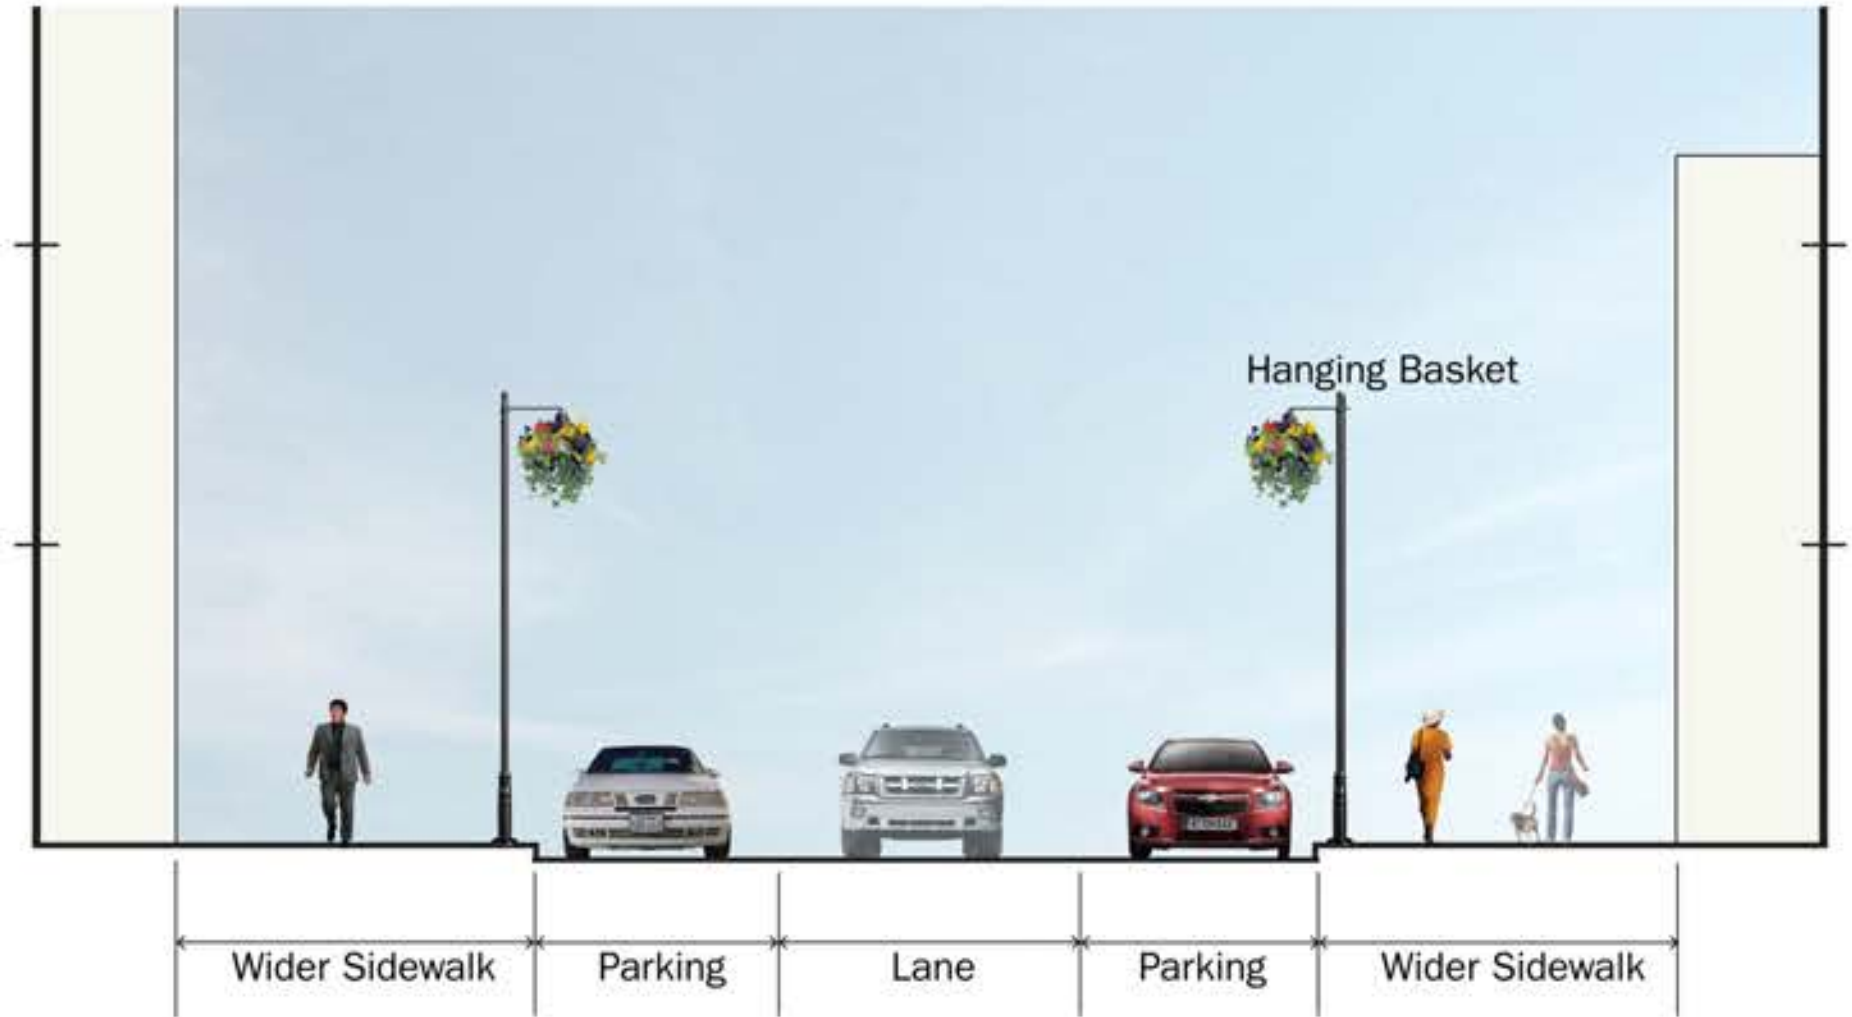 Hanging Basket
Wider Sidewalk
Parking
Lane
Parking
Wider Sidewalk